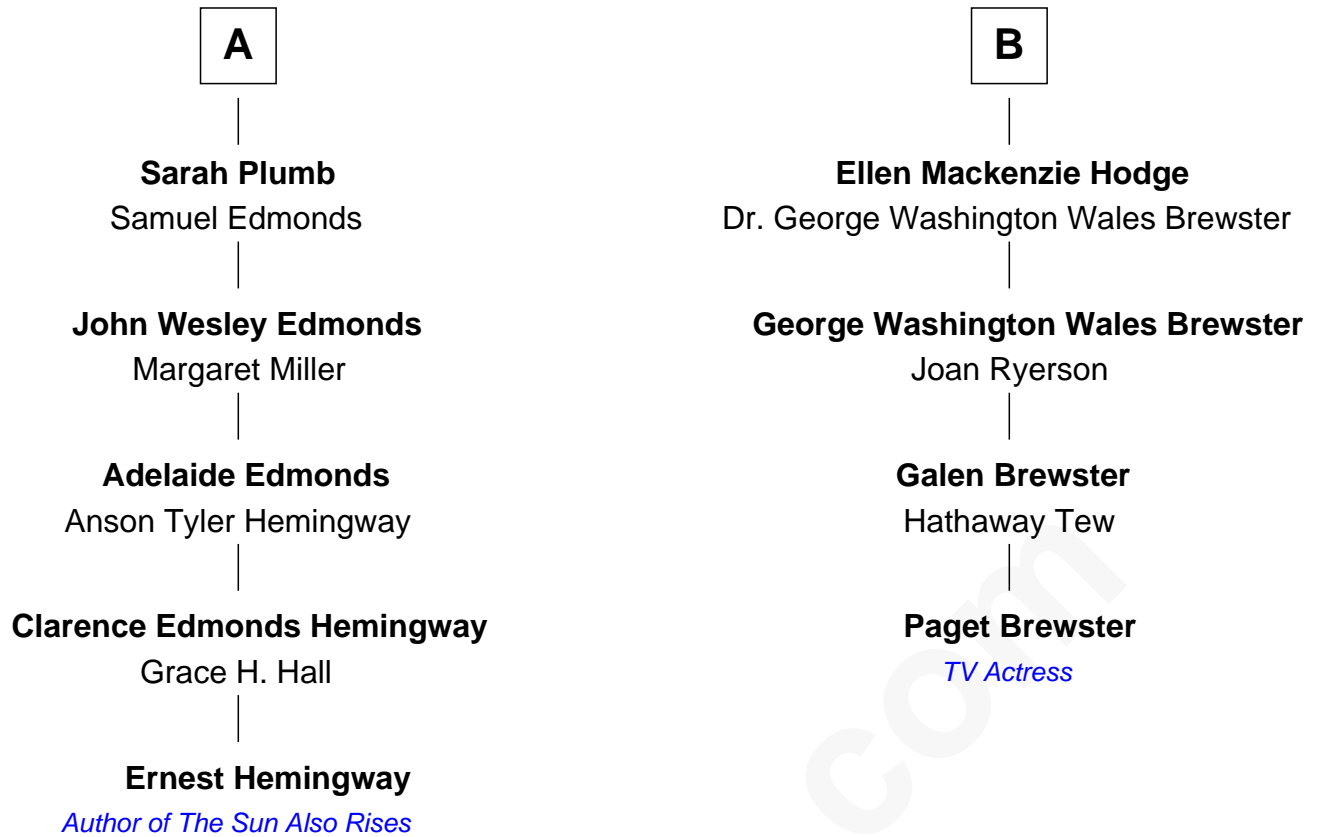 A
Sarah Plumb
Samuel Edmonds
John Wesley Edmonds
Margaret Miller
Adelaide Edmonds
Anson Tyler Hemingway
Clarence Edmonds Hemingway
Grace H. Hall
Ernest Hemingway
Author of The Sun Also Rises
B
Ellen Mackenzie Hodge
Dr. George Washington Wales Brewster
George Washington Wales Brewster
Joan Ryerson
Galen Brewster
Hathaway Tew
Paget Brewster
TV Actress
com